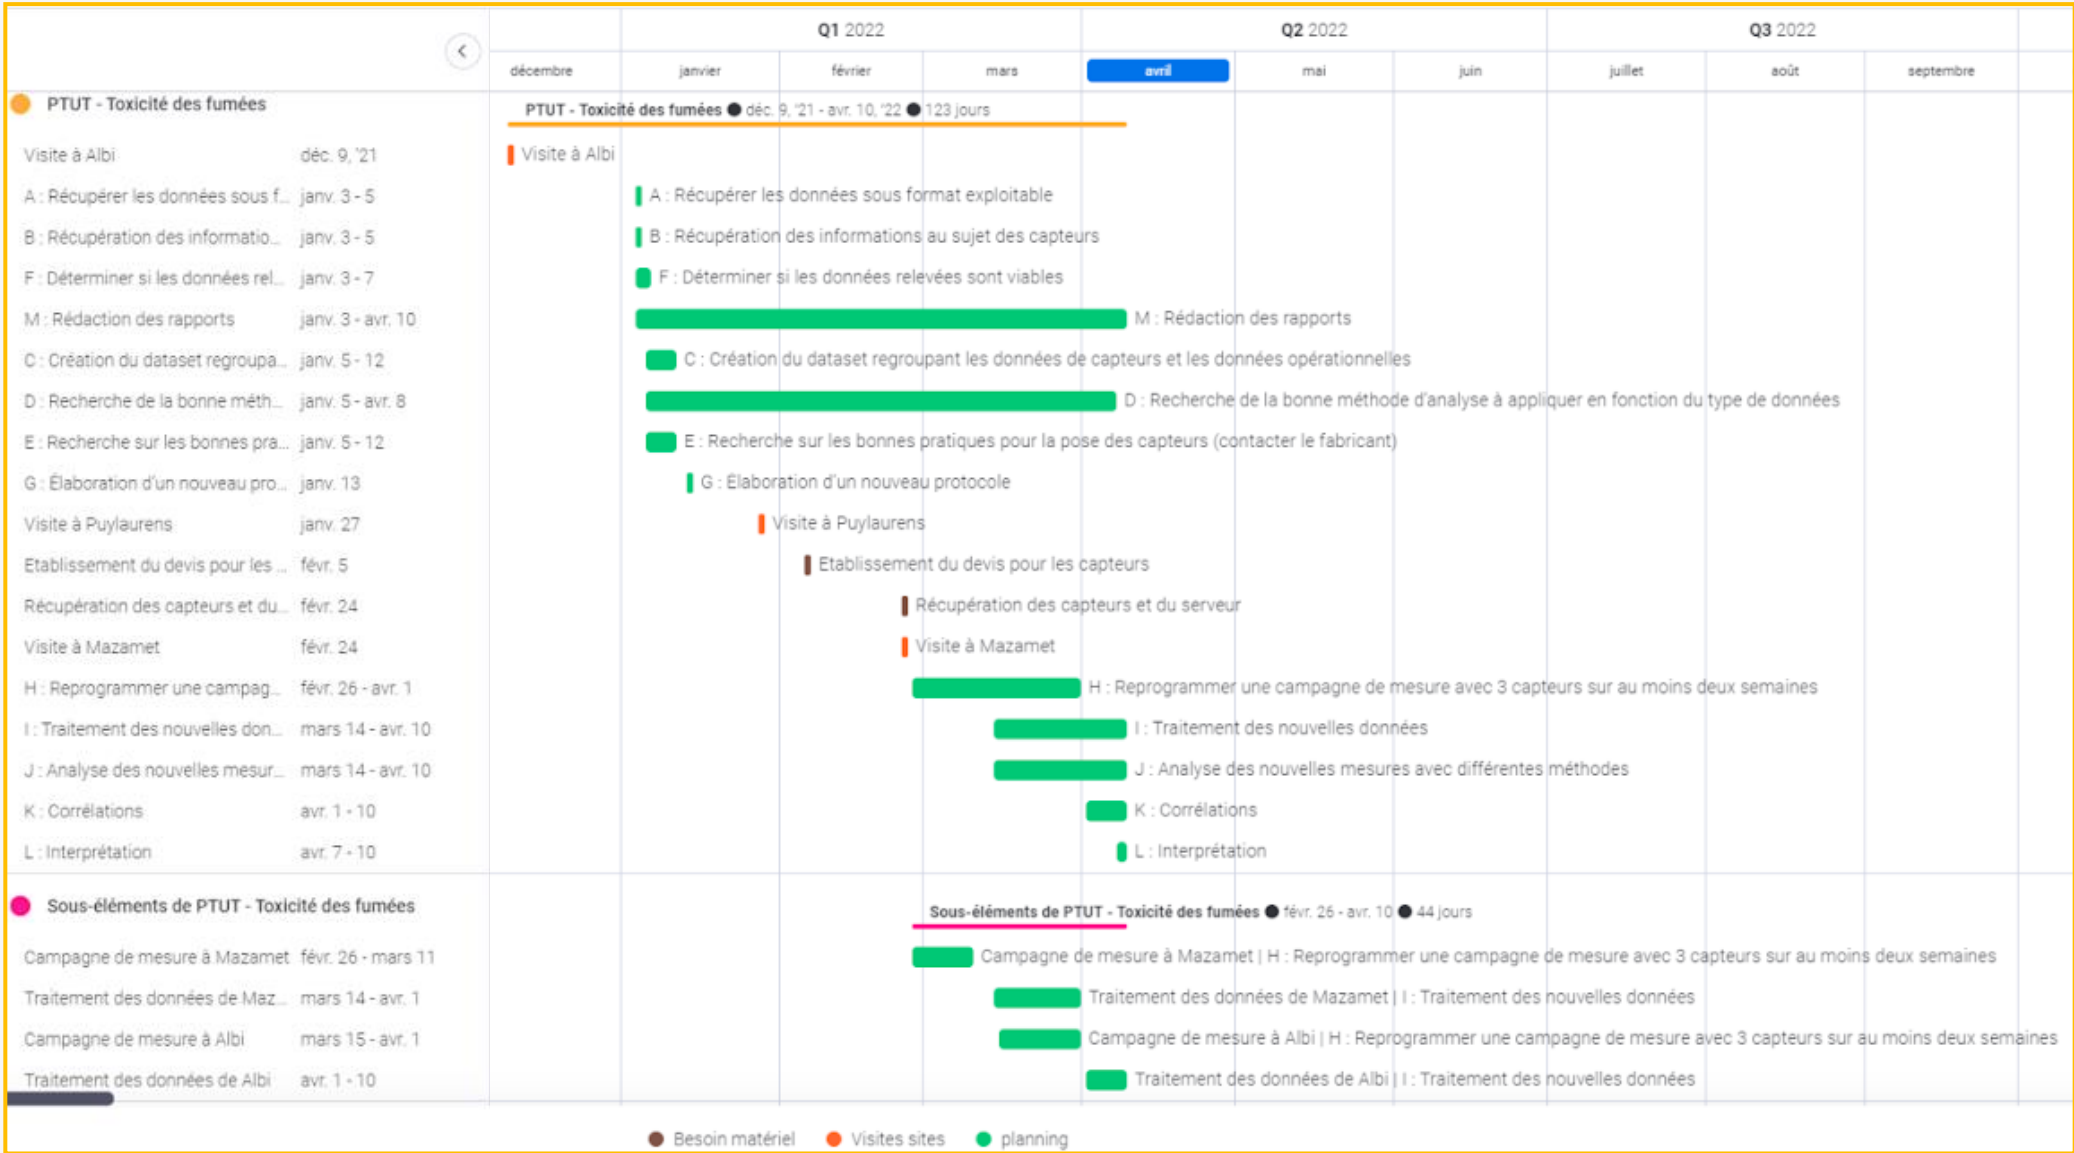 Q1 2022 Q2 2022 Q3 2022
décembre janvier février mars avril mai juin juillet août septembre
PTUT - Toxicité des fumées
PTUT - Toxicité des fumées ● déc. 9, '21 - avr. 10, '22 ● 123 jours
Visite à Albi déc. 9, '21 Visite à Albi
A : Récupérer les données sous f... janv. 3 - 5 A : Récupérer les données sous format exploitable
B : Récupération des informatio... janv. 3 - 5 B : Récupération des informations au sujet des capteurs
F : Déterminer si les données rel... janv. 3 - 7 F : Déterminer si les données relevées sont viables
M : Rédaction des rapports janv. 3 - avr. 10 M : Rédaction des rapports
C : Création du dataset regroupa... janv. 5 - 12 C : Création du dataset regroupant les données de capteurs et les données opérationnelles
D : Recherche de la bonne méth... janv. 5 - avr. 8 D : Recherche de la bonne méthode d'analyse à appliquer en fonction du type de données
E : Recherche sur les bonnes pra... janv. 5 - 12 E : Recherche sur les bonnes pratiques pour la pose des capteurs (contacter le fabricant)
G : Élaboration d'un nouveau pro... janv. 13 G : Élaboration d'un nouveau protocole
Visite à Puylaurens janv. 27 Visite à Puylaurens
Etablissement du devis pour les ... févr. 5 Etablissement du devis pour les capteurs
Récupération des capteurs et du... févr. 24 Récupération des capteurs et du serveur
Visite à Mazamet févr. 24 Visite à Mazamet
H : Reprogrammer une campag... févr. 26 - avr. 1 H : Reprogrammer une campagne de mesure avec 3 capteurs sur au moins deux semaines
I : Traitement des nouvelles don... mars 14 - avr. 10 I : Traitement des nouvelles données
J : Analyse des nouvelles mesur... mars 14 - avr. 10 J : Analyse des nouvelles mesures avec différentes méthodes
K : Corrélations avr. 1 - 10 K : Corrélations
L : Interprétation avr. 7 - 10 L : Interprétation
Sous-éléments de PTUT - Toxicité des fumées
Sous-éléments de PTUT - Toxicité des fumées ● févr. 26 - avr. 10 ● 44 jours
Campagne de mesure à Mazamet févr. 26 - mars 11 Campagne de mesure à Mazamet | H : Reprogrammer une campagne de mesure avec 3 capteurs sur au moins deux semaines
Traitement des données de Maz... mars 14 - avr. 1 Traitement des données de Mazamet | I : Traitement des nouvelles données
Campagne de mesure à Albi mars 15 - avr. 1 Campagne de mesure à Albi | H : Reprogrammer une campagne de mesure avec 3 capteurs sur au moins deux semaines
Traitement des données de Albi avr. 1 - 10 Traitement des données de Albi | I : Traitement des nouvelles données
Besoin matériel Visites sites planning